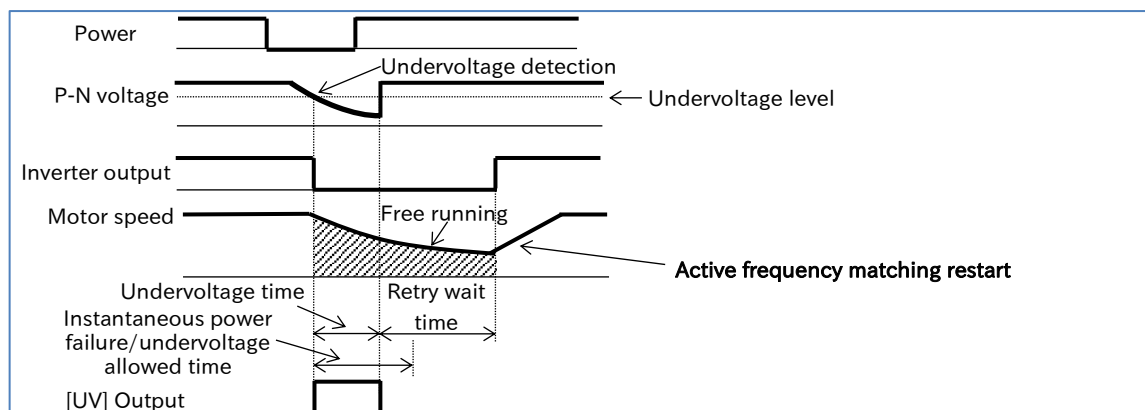 Power
Undervoltage detection
P-N voltage
Undervoltage level
Inverter output
Motor speed
Free running
Active frequency matching restart
Undervoltage time
Retry wait
time
Instantaneous power
failure/undervoltage
allowed time
[UV] Output